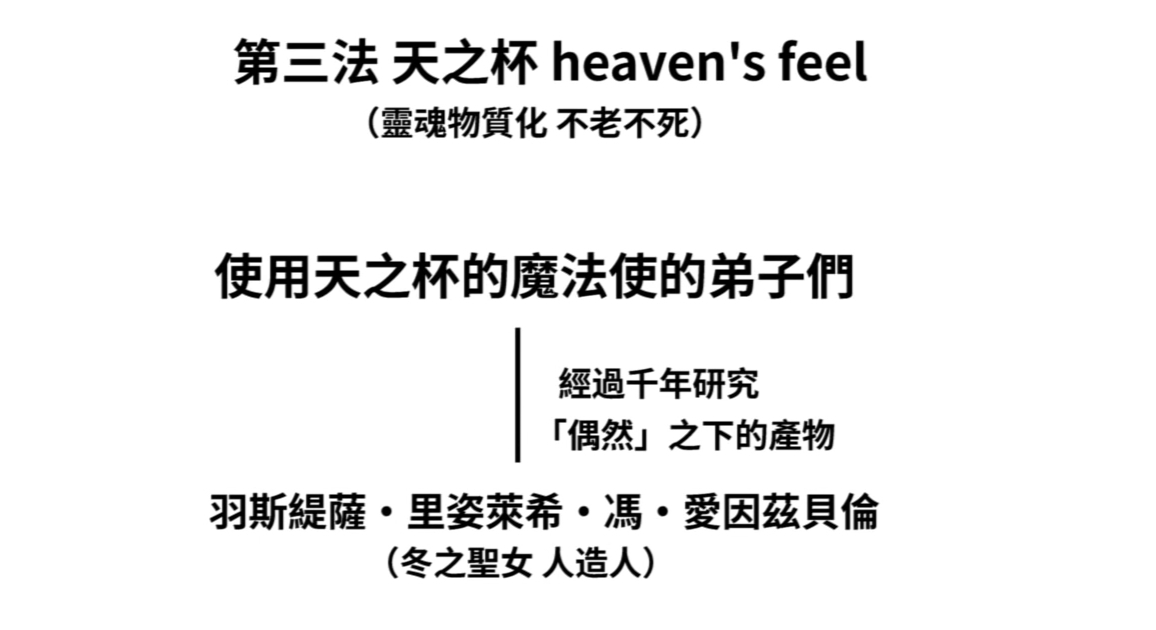 第三法 天之杯 heaven's feel
（靈魂物質化 不老不死）
使用天之杯的魔法使的弟子們
經過千年研究
「偶然」之下的產物
羽斯緹薩・里姿萊希・馮・愛因茲貝倫
（冬之聖女 人造人）